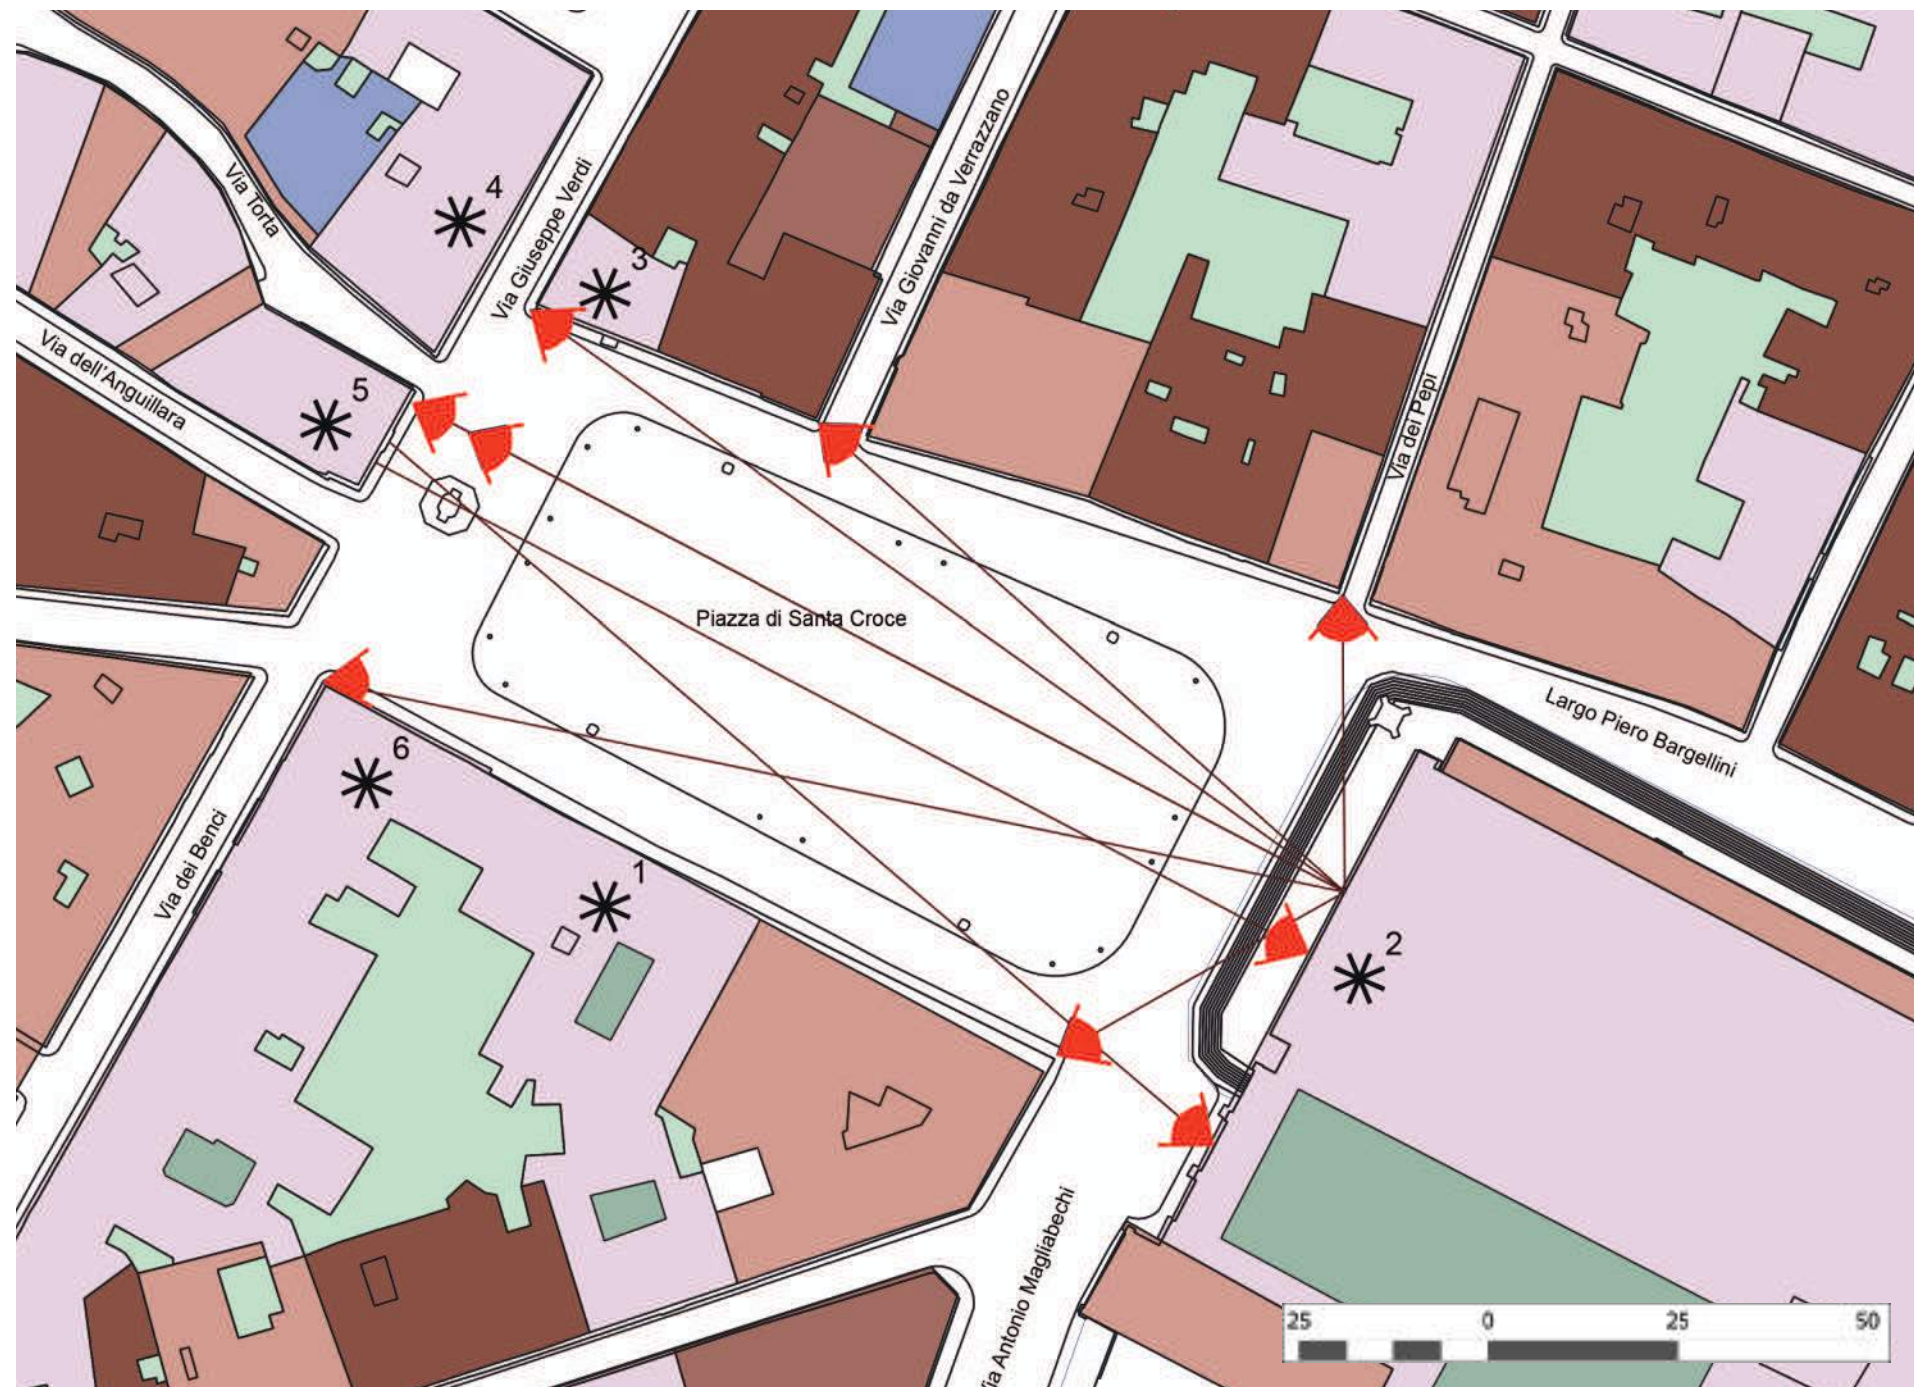 4
Via Torta
Via Giuseppe Verdi
3
Via Giovanni da Verrazzano
Via dell'Anguillara
5
Via dei Pepi
Piazza di Santa Croce
Largo Piero Bargellini
6
1
Via dei Benci
2
Via Antonio Magliabechi
25 0 25 50